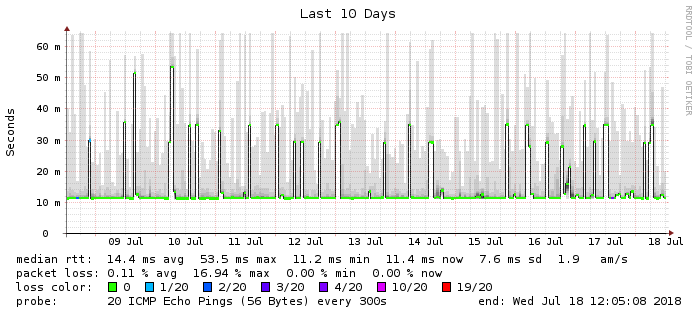 Last 10 Days
RRDTOOL / TOBI OETIKER
Seconds
60 m
50 m
40 m
30 m
20 m
10 m
0
09 Jul 10 Jul 11 Jul 12 Jul 13 Jul 14 Jul 15 Jul 16 Jul 17 Jul 18 Jul
median rtt: 14.4 ms avg 53.5 ms max 11.2 ms min 11.4 ms now 7.6 ms sd 1.9 am/s
packet loss: 0.11 % avg 16.94 % max 0.00 % min 0.00 % now
loss color: 0 1/20 2/20 3/20 4/20 10/20 19/20
probe: 20 ICMP Echo Pings (56 Bytes) every 300s end: Wed Jul 18 12:05:08 2018